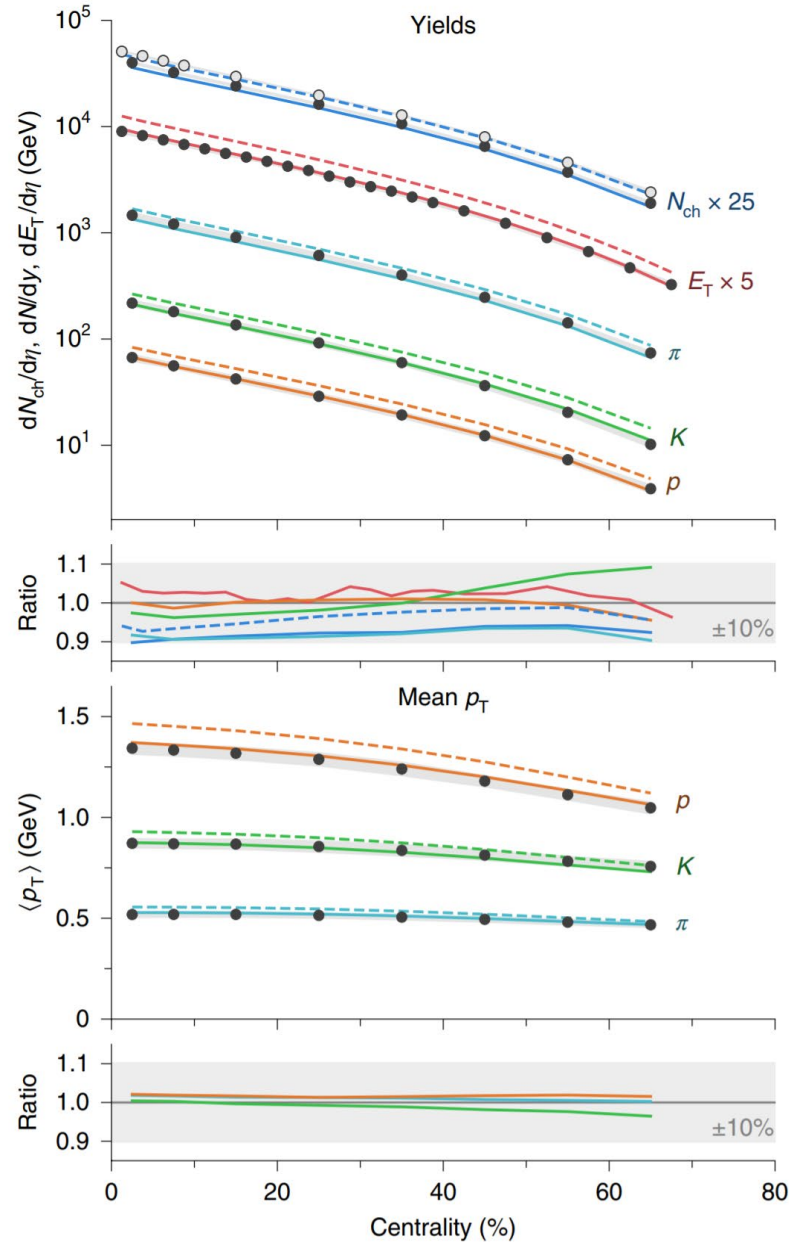 Yields
dN_ch/dη, dN/dy, dE_T/dη (GeV)
10^5
10^4
10^3
10^2
10^1
N_ch × 25
E_T × 5
π
K
p
Ratio
1.1
1.0
0.9
±10%
Mean p_T
⟨p_T⟩ (GeV)
1.5
1.0
0.5
0
p
K
π
Ratio
1.1
1.0
0.9
±10%
0 20 40 60 80
Centrality (%)